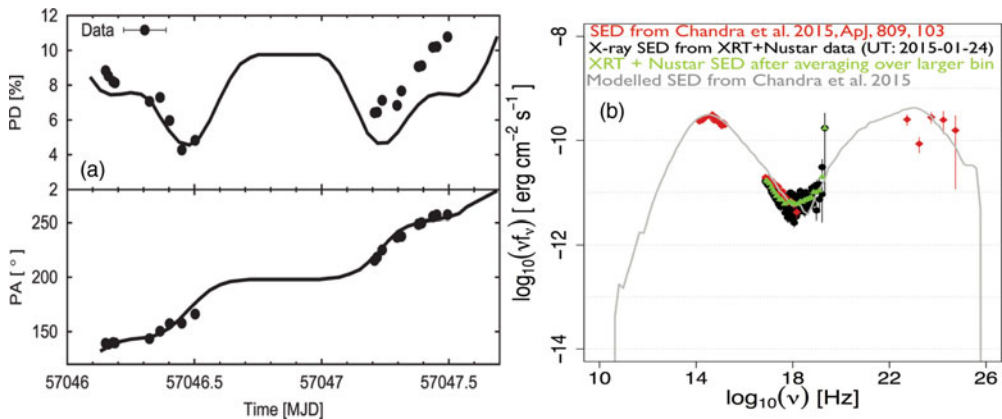 12
10
8
6
4
2
PD [%]
Data
(a)
250
200
150
PA [ ° ]
57046
57046.5
57047
57047.5
Time [MJD]
SED from Chandra et al. 2015, ApJ, 809, 103
X-ray SED from XRT+Nustar data (UT: 2015-01-24)
XRT + Nustar SED after averaging over larger bin
Modelled SED from Chandra et al. 2015
(b)
-8
-10
-12
-14
log10(νfν) [ erg cm⁻² s⁻¹ ]
10
14
18
22
26
log10(ν) [Hz]